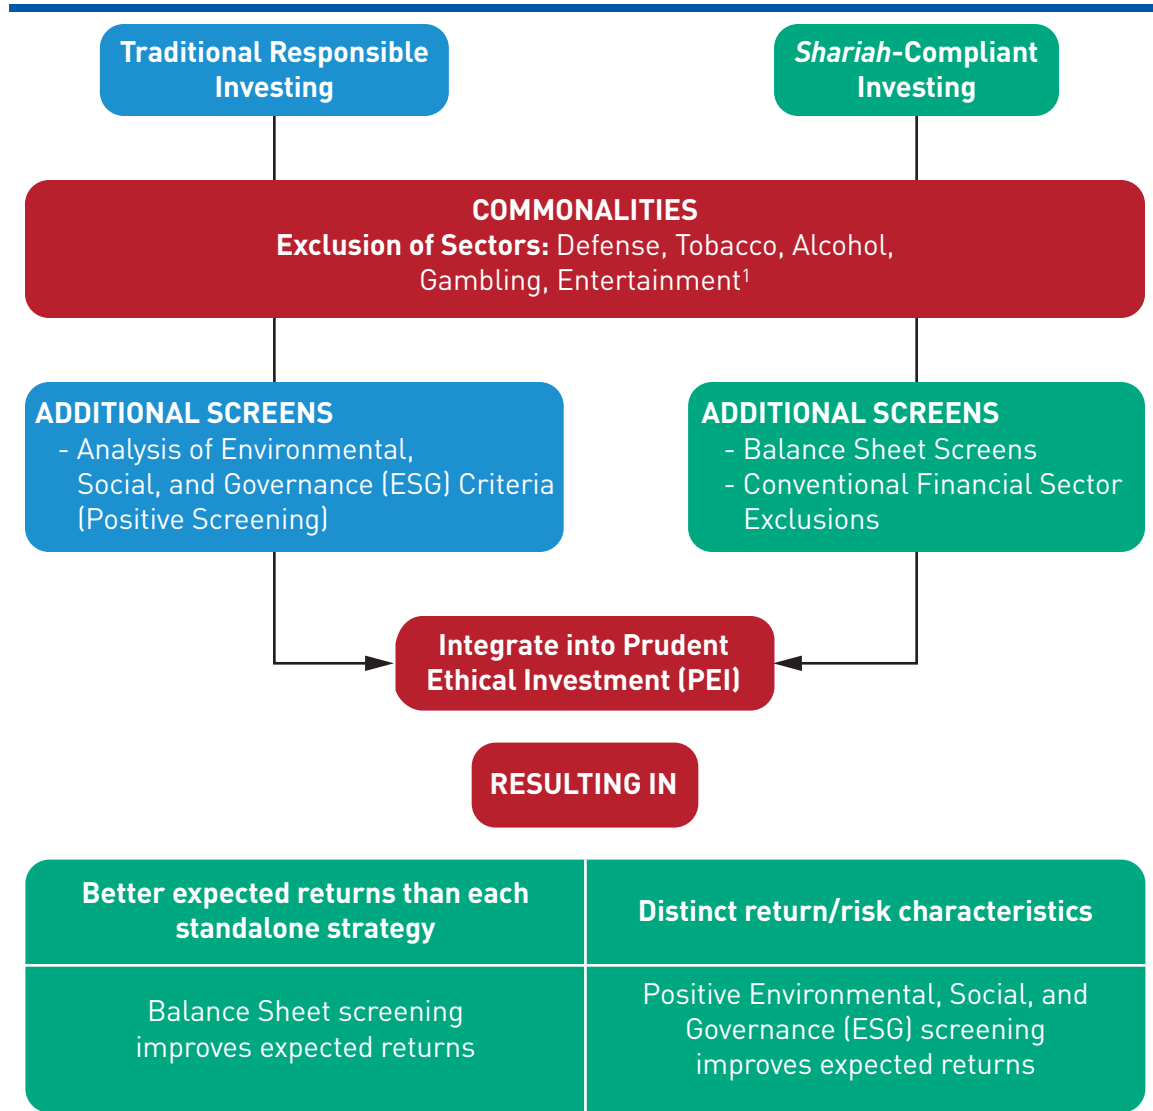 Traditional Responsible
Investing
Shariah-Compliant
Investing
COMMONALITIES
Exclusion of Sectors: Defense, Tobacco, Alcohol,
Gambling, Entertainment¹
ADDITIONAL SCREENS
- Analysis of Environmental,
Social, and Governance (ESG) Criteria
(Positive Screening)
ADDITIONAL SCREENS
- Balance Sheet Screens
- Conventional Financial Sector
Exclusions
Integrate into Prudent
Ethical Investment (PEI)
RESULTING IN
Better expected returns than each
standalone strategy
Distinct return/risk characteristics
Balance Sheet screening
improves expected returns
Positive Environmental, Social, and
Governance (ESG) screening
improves expected returns